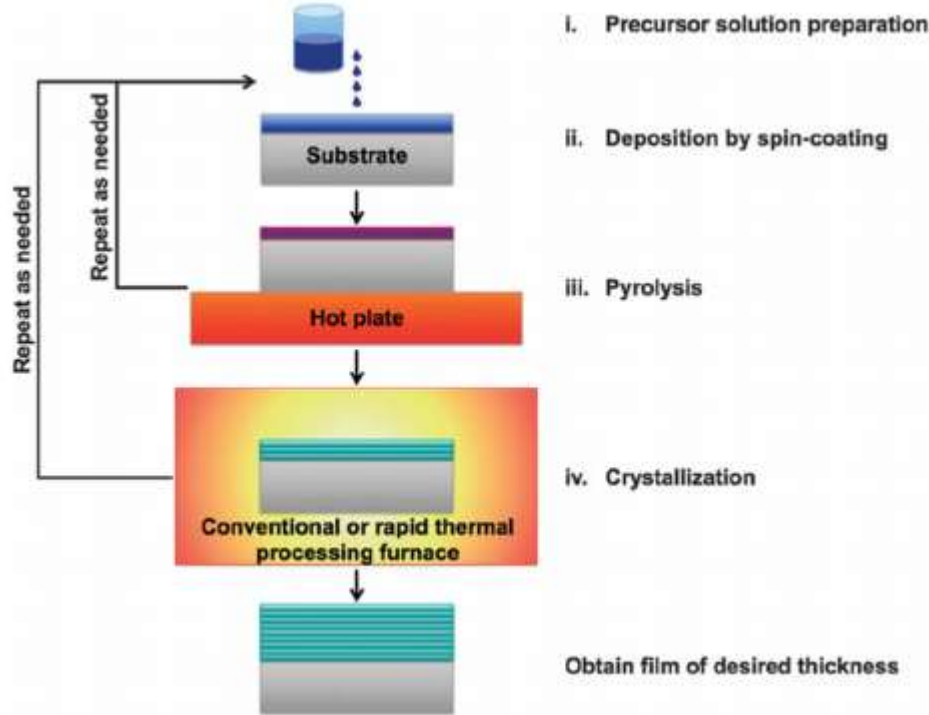 i. Precursor solution preparation
Repeat as needed
Repeat as needed
Substrate
ii. Deposition by spin-coating
Hot plate
iii. Pyrolysis
Conventional or rapid thermal
processing furnace
iv. Crystallization
Obtain film of desired thickness